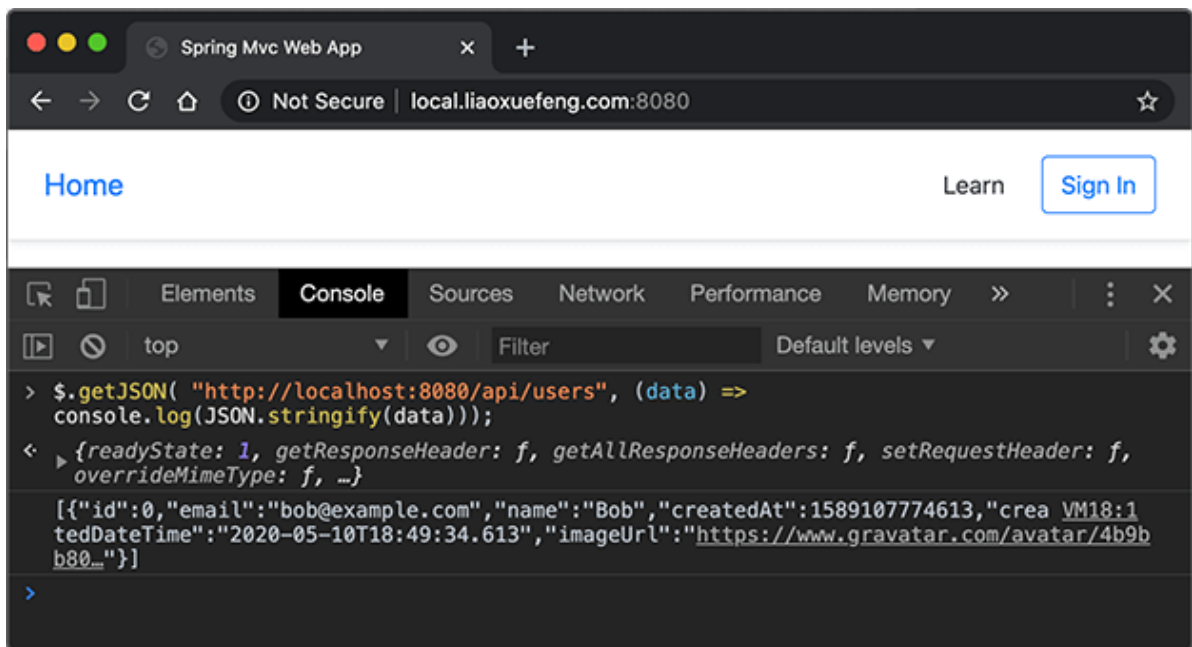 Spring Mvc Web App
Not Secure | local.liaoxuefeng.com:8080
Home Learn Sign In
Elements Console Sources Network Performance Memory »
top Filter Default levels ▼
> $.getJSON( "http://localhost:8080/api/users", (data) =>
console.log(JSON.stringify(data)));
{readyState: 1, getResponseHeader: ƒ, getAllResponseHeaders: ƒ, setRequestHeader: ƒ,
overrideMimeType: ƒ, …}
[{"id":0,"email":"bob@example.com","name":"Bob","createdAt":1589107774613,"crea VM18:1
tedDateTime":"2020-05-10T18:49:34.613","imageUrl":"https://www.gravatar.com/avatar/4b9b
b80…"}]
>